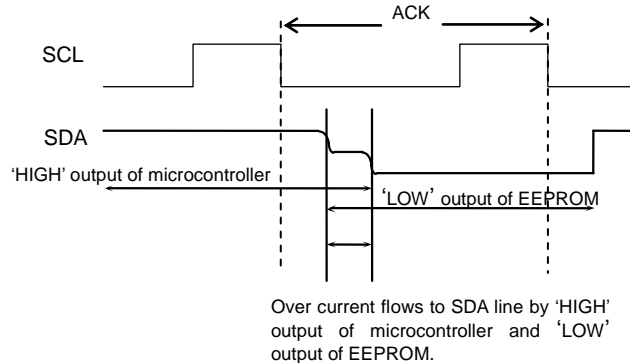 ACK
SCL
SDA
‘HIGH’ output of microcontroller
‘LOW’ output of EEPROM
Over current flows to SDA line by ‘HIGH’
output of microcontroller and ‘LOW’
output of EEPROM.